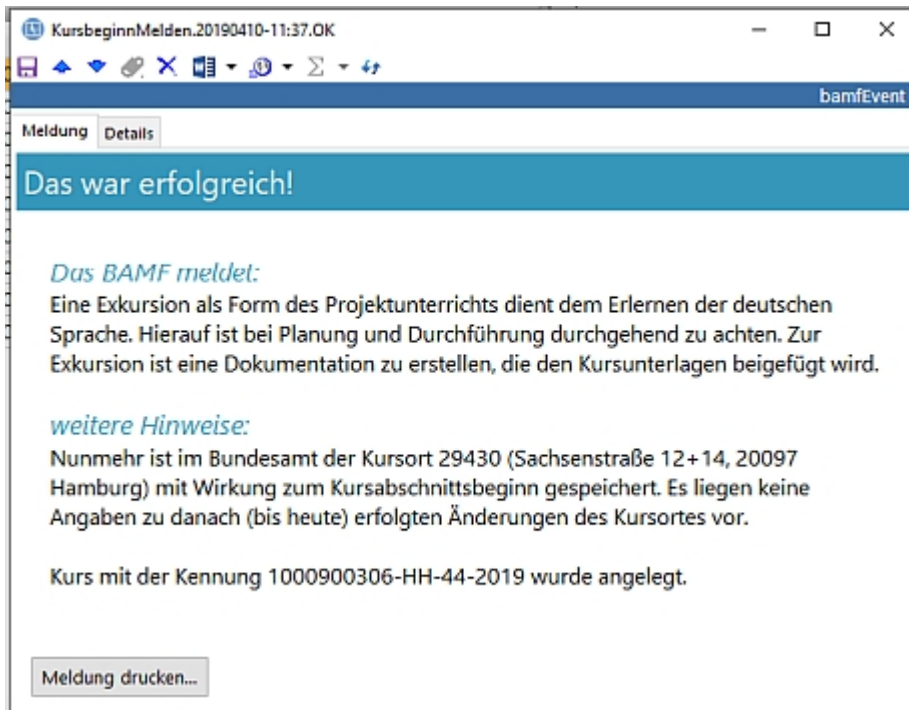 KursbeginnMelden.20190410-11:37.OK
bamfEvent
Meldung
Details
Das war erfolgreich!
Das BAMF meldet:
Eine Exkursion als Form des Projektunterrichts dient dem Erlernen der deutschen
Sprache. Hierauf ist bei Planung und Durchführung durchgehend zu achten. Zur
Exkursion ist eine Dokumentation zu erstellen, die den Kursunterlagen beigefügt wird.
weitere Hinweise:
Nunmehr ist im Bundesamt der Kursort 29430 (Sachsenstraße 12+14, 20097
Hamburg) mit Wirkung zum Kursabschnittsbeginn gespeichert. Es liegen keine
Angaben zu danach (bis heute) erfolgten Änderungen des Kursortes vor.
Kurs mit der Kennung 1000900306-HH-44-2019 wurde angelegt.
Meldung drucken...